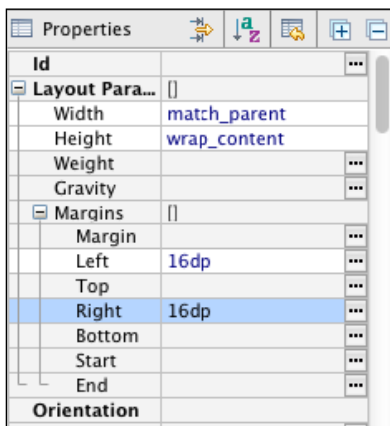 Properties
Id ...
Layout Para... []
Width match_parent
Height wrap_content
Weight ...
Gravity ...
Margins []
Margin ...
Left 16dp ...
Top ...
Right 16dp ...
Bottom ...
Start ...
End ...
Orientation